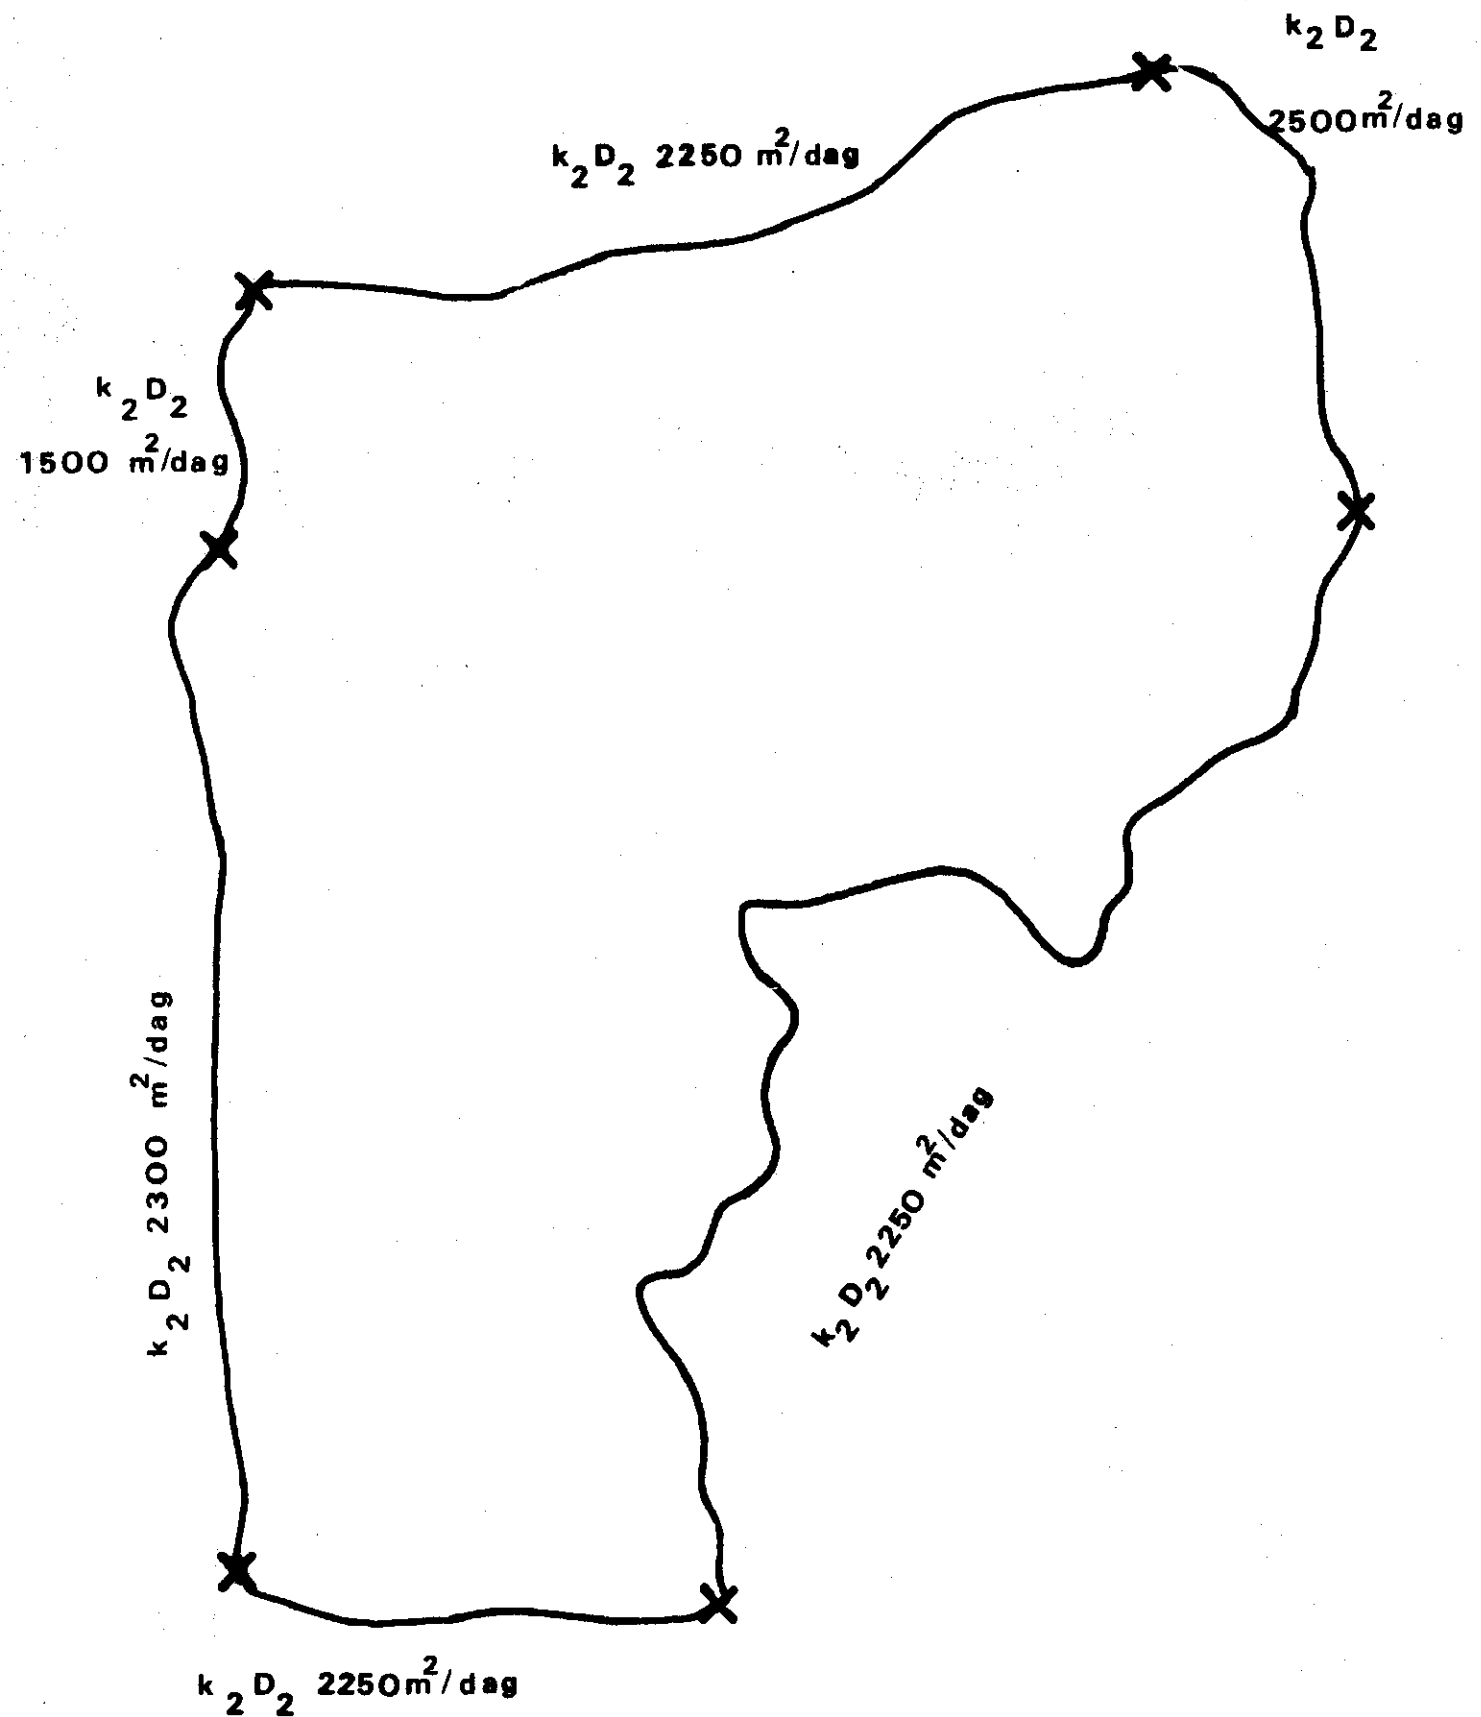 k₂D₂
2500m²/dag
k₂D₂ 2250 m²/dag
k₂D₂
1500 m²/dag
k₂D₂ 2300 m²/dag
k₂D₂ 2250 m²/dag
k₂D₂ 2250m²/dag